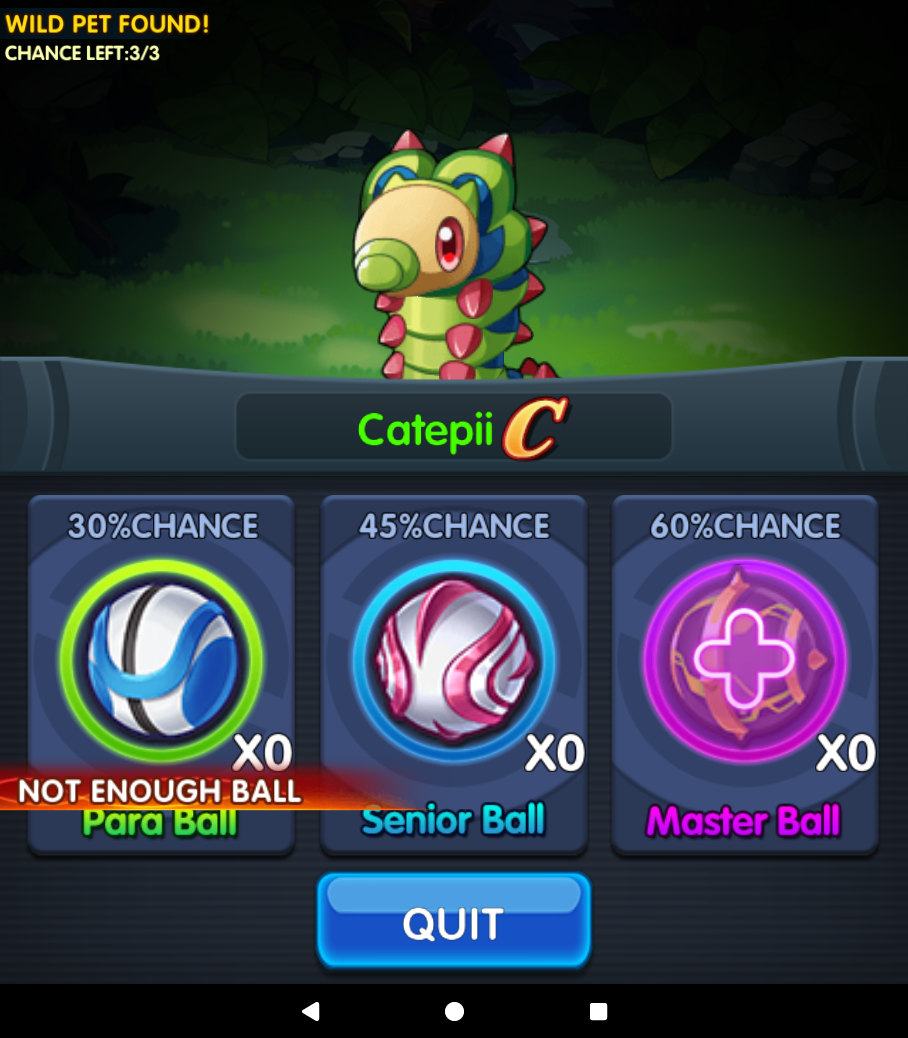 WILD PET FOUND!
CHANCE LEFT:3/3
Catepii C
30%CHANCE
45%CHANCE
60%CHANCE
X0
X0
X0
NOT ENOUGH BALL
Para Ball
Senior Ball
Master Ball
QUIT